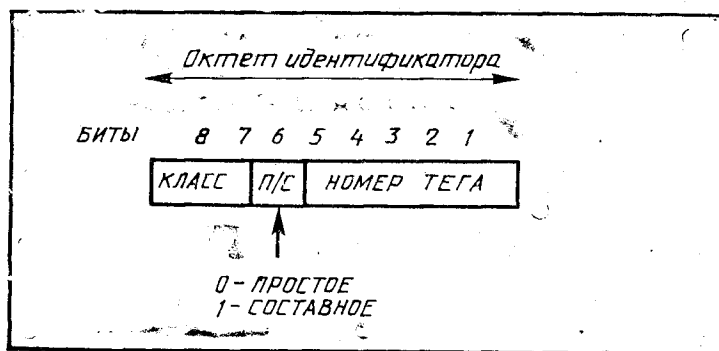 Октет идентификатора
БИТЫ 8 7 6 5 4 3 2 1
КЛАСС П/С НОМЕР ТЕГА
0 - ПРОСТОЕ
1 - СОСТАВНОЕ